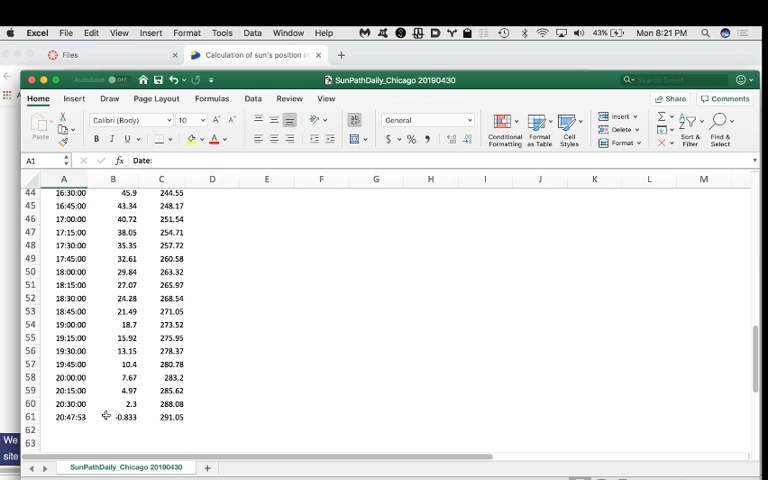 Excel File Edit View Insert Format Tools Data Window Help 43% Mon 8:21 PM
Files × Calculation of sun's position in × +
AutoSave OFF SunPathDaily_Chicago 20190430 Search Sheet
Home Insert Draw Page Layout Formulas Data Review View Share Comments
Paste Calibri (Body) 10 A^ Aˇ ab General Conditional Formatting Format as Table Cell Styles Insert Delete Format Sort & Filter Find & Select
B I U A $ % ,
A1 fx Date:
A B C D E F G H I J K L M
44 16:30:00 45.9 244.55
45 16:45:00 43.34 248.17
46 17:00:00 40.72 251.54
47 17:15:00 38.05 254.71
48 17:30:00 35.35 257.72
49 17:45:00 32.61 260.58
50 18:00:00 29.84 263.32
51 18:15:00 27.07 265.97
52 18:30:00 24.28 268.54
53 18:45:00 21.49 271.05
54 19:00:00 18.7 273.52
55 19:15:00 15.92 275.95
56 19:30:00 13.15 278.37
57 19:45:00 10.4 280.78
58 20:00:00 7.67 283.2
59 20:15:00 4.97 285.62
60 20:30:00 2.3 288.08
61 20:47:53 -0.833 291.05
62
63
We
site
SunPathDaily_Chicago 20190430 +